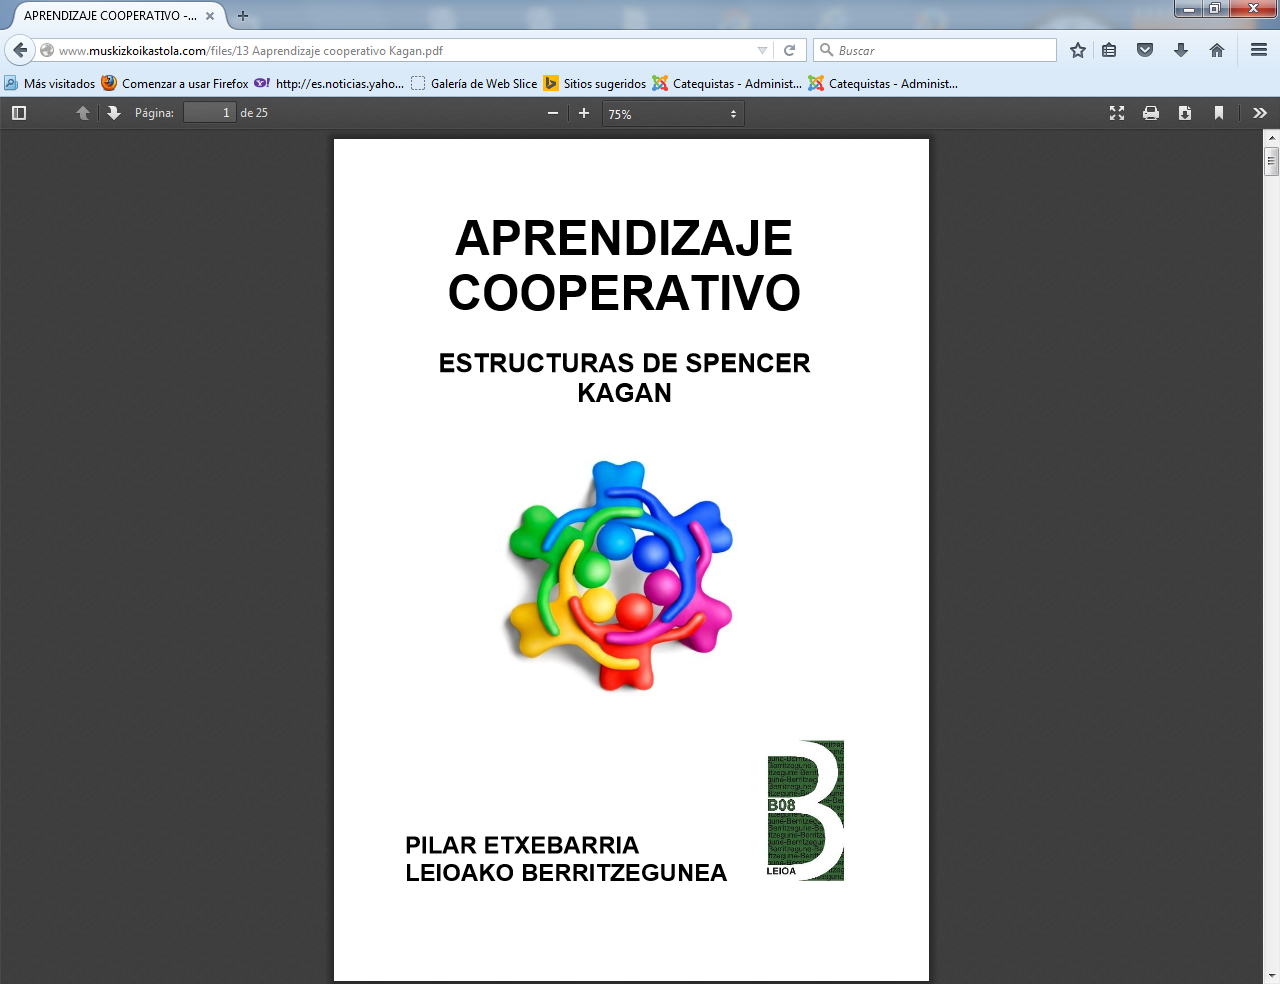 APRENDIZAJE COOPERATIVO -...
www.muskizkoikastola.com/files/13 Aaprendizaje cooperativo Kagan.pdf
Buscar
Más visitados
Comenzar a usar Firefox
http://es.noticias.yaho...
Galería de Web Slice
Sitios sugeridos
Catequistas - Administ...
Catequistas - Administ...
Página:
1
de 25
75%
APRENDIZAJE
COOPERATIVO
ESTRUCTURAS DE SPENCER
KAGAN
B08
LEIOA
PILAR ETXEBARRIA
LEIOAKO BERRITZEGUNEA